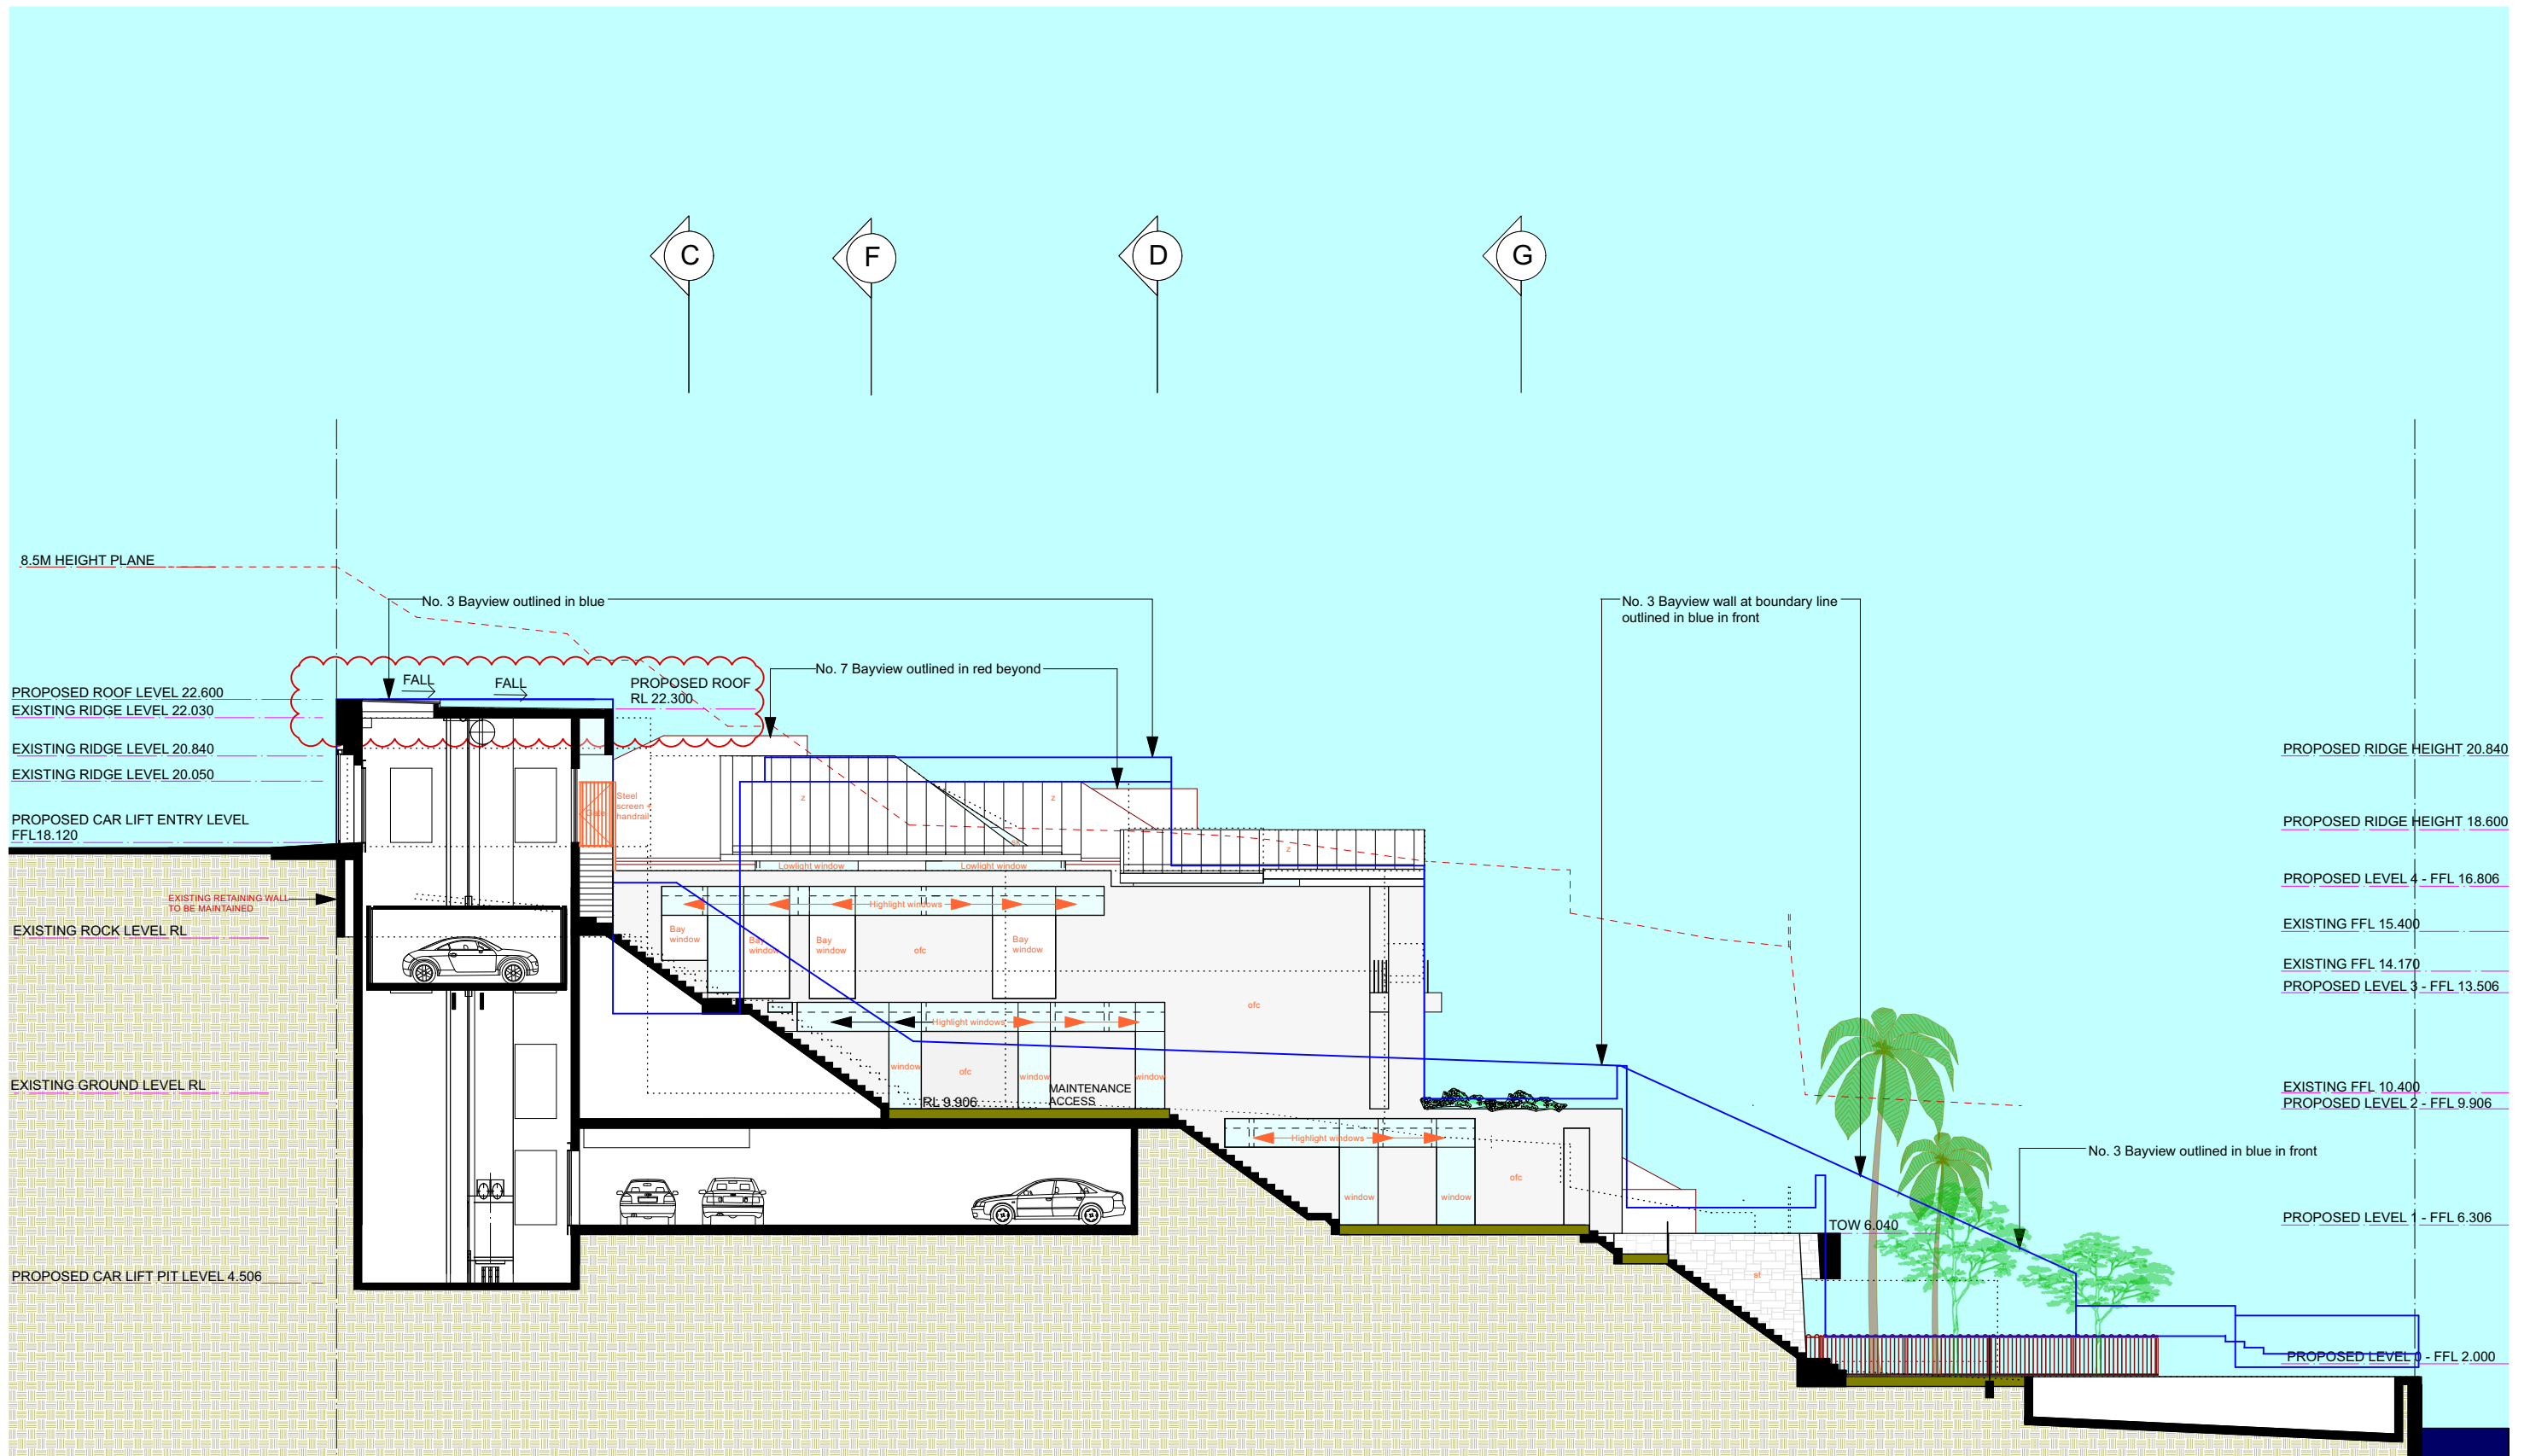 C
F
D
G
8.5M HEIGHT PLANE
No. 3 Bayview outlined in blue
No. 3 Bayview wall at boundary line
outlined in blue in front
No. 7 Bayview outlined in red beyond
FALL
FALL
PROPOSED ROOF
RL 22.300
PROPOSED ROOF LEVEL 22.600
EXISTING RIDGE LEVEL 22.030
EXISTING RIDGE LEVEL 20.840
EXISTING RIDGE LEVEL 20.050
PROPOSED CAR LIFT ENTRY LEVEL
FFL18.120
EXISTING RETAINING WALL
TO BE MAINTAINED
EXISTING ROCK LEVEL RL
EXISTING GROUND LEVEL RL
PROPOSED CAR LIFT PIT LEVEL 4.506
Gate
Steel
screen +
handrail
z
z
z
Lowlight window
Lowlight window
Highlight windows
Bay
window
Bay
window
Bay
window
ofc
Bay
window
ofc
Highlight windows
window
ofc
window
window
RL 9.906
MAINTENANCE
ACCESS
Highlight windows
window
window
ofc
TOW 6.040
st
No. 3 Bayview outlined in blue in front
PROPOSED RIDGE HEIGHT 20.840
PROPOSED RIDGE HEIGHT 18.600
PROPOSED LEVEL 4 - FFL 16.806
EXISTING FFL 15.400
EXISTING FFL 14.170
PROPOSED LEVEL 3 - FFL 13.506
EXISTING FFL 10.400
PROPOSED LEVEL 2 - FFL 9.906
PROPOSED LEVEL 1 - FFL 6.306
PROPOSED LEVEL 0 - FFL 2.000